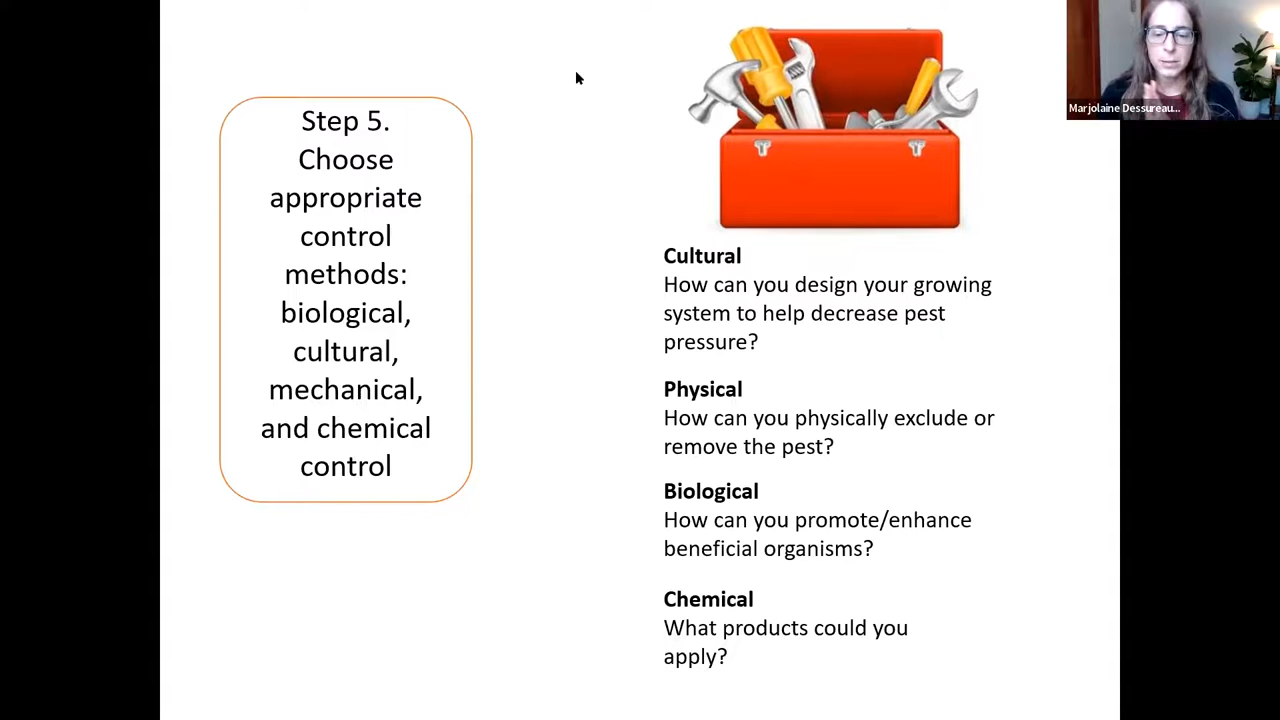 Step 5.
Choose
appropriate
control
methods:
biological,
cultural,
mechanical,
and chemical
control
Cultural
How can you design your growing
system to help decrease pest
pressure?
Physical
How can you physically exclude or
remove the pest?
Biological
How can you promote/enhance
beneficial organisms?
Chemical
What products could you
apply?
Marjolaine Dessureau...